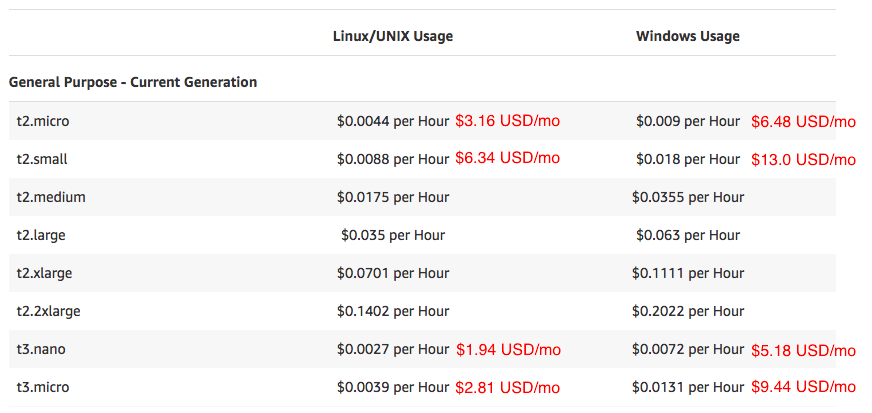 Linux/UNIX Usage Windows Usage
General Purpose - Current Generation
t2.micro $0.0044 per Hour $3.16 USD/mo $0.009 per Hour $6.48 USD/mo
t2.small $0.0088 per Hour $6.34 USD/mo $0.018 per Hour $13.0 USD/mo
t2.medium $0.0175 per Hour $0.0355 per Hour
t2.large $0.035 per Hour $0.063 per Hour
t2.xlarge $0.0701 per Hour $0.1111 per Hour
t2.2xlarge $0.1402 per Hour $0.2022 per Hour
t3.nano $0.0027 per Hour $1.94 USD/mo $0.0072 per Hour $5.18 USD/mo
t3.micro $0.0039 per Hour $2.81 USD/mo $0.0131 per Hour $9.44 USD/mo